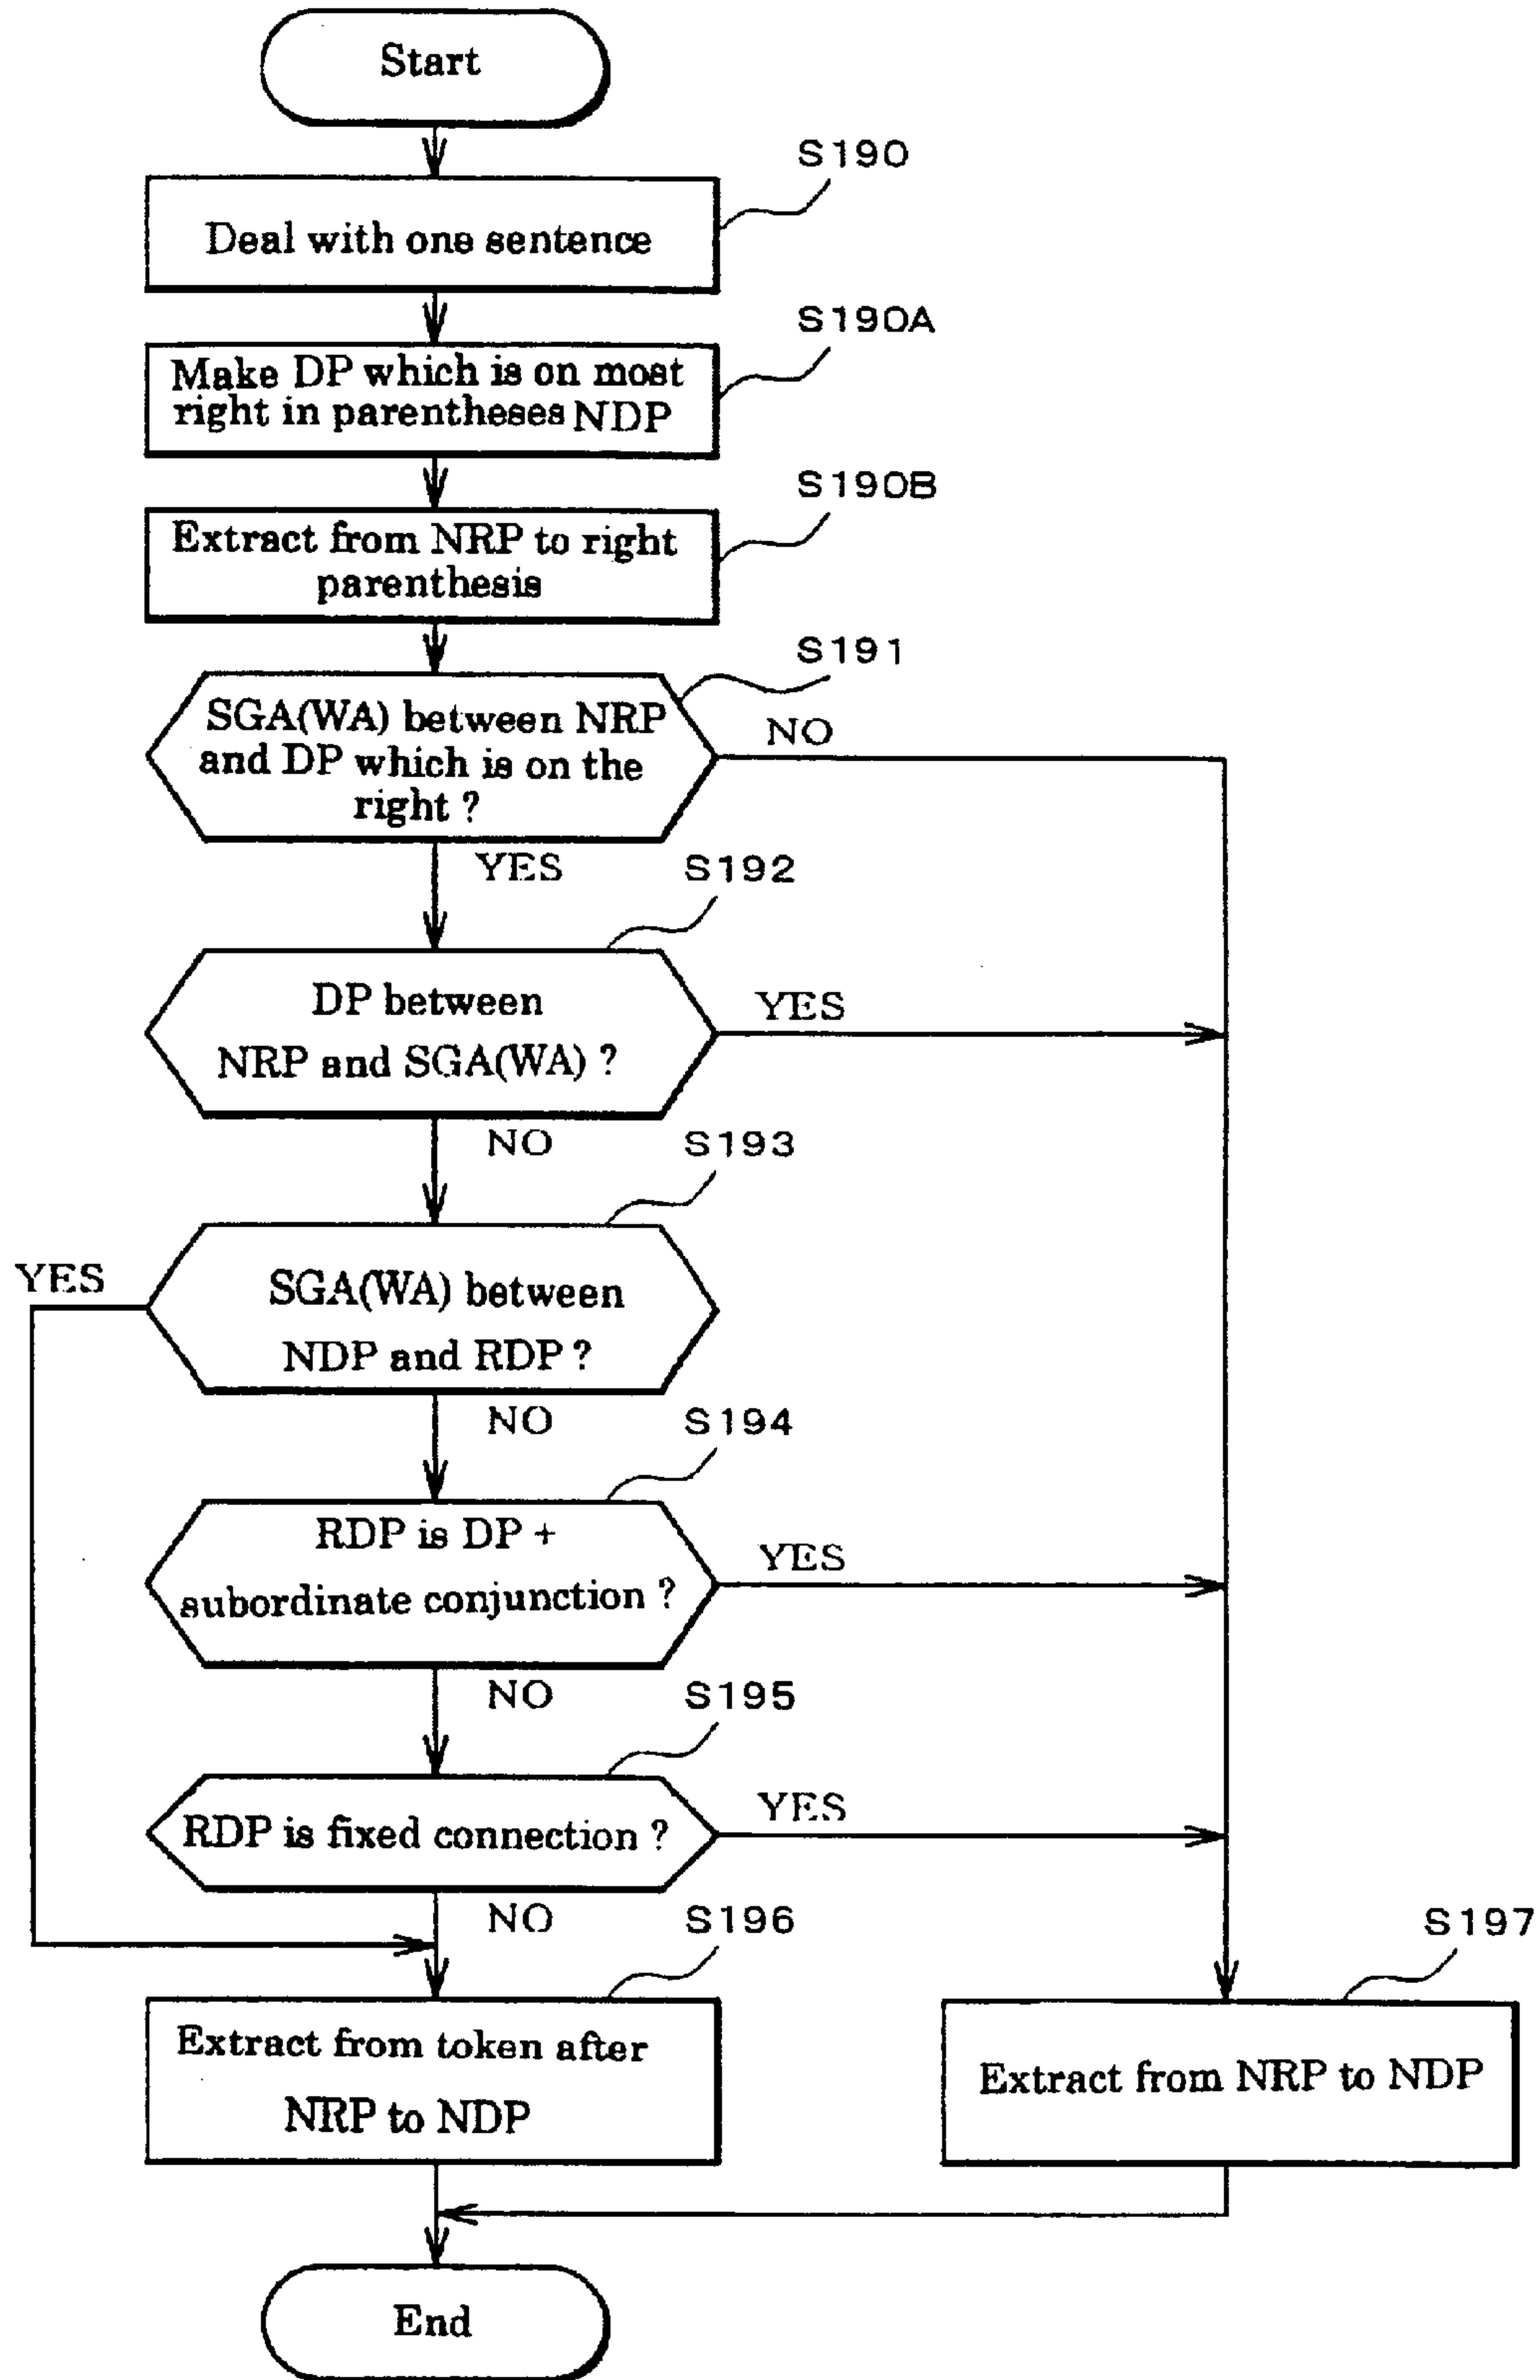 Start
S190
Deal with one sentence
S190A
Make DP which is on most
right in parentheses NDP
S190B
Extract from NRP to right
parenthesis
S191
SGA(WA) between NRP
and DP which is on the
right ?
NO
YES
S192
DP between
NRP and SGA(WA) ?
YES
NO
S193
YES
SGA(WA) between
NDP and RDP ?
NO
S194
RDP is DP +
subordinate conjunction ?
YES
NO
S195
RDP is fixed connection ?
YES
NO
S196
S197
Extract from token after
NRP to NDP
Extract from NRP to NDP
End